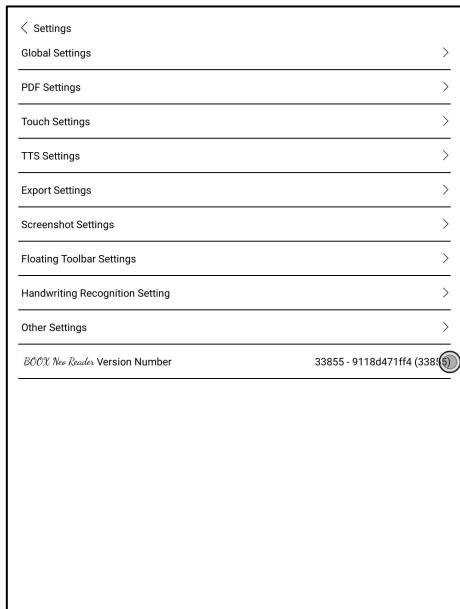 Settings
Global Settings
PDF Settings
Touch Settings
TTS Settings
Export Settings
Screenshot Settings
Floating Toolbar Settings
Handwriting Recognition Setting
Other Settings
BOOX Neo Reader Version Number 33855 - 9118d471ff4 (33855)